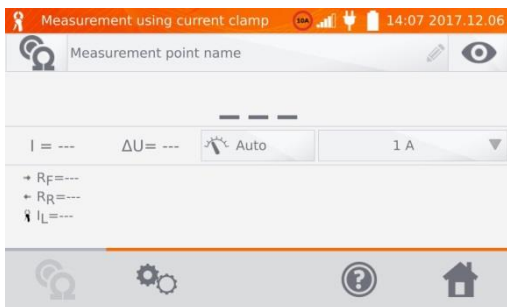 Measurement using current clamp 10A 14:07 2017.12.06
Measurement point name
---
I = --- ΔU= --- Auto 1 A
RF=---
RR=---
IL=---